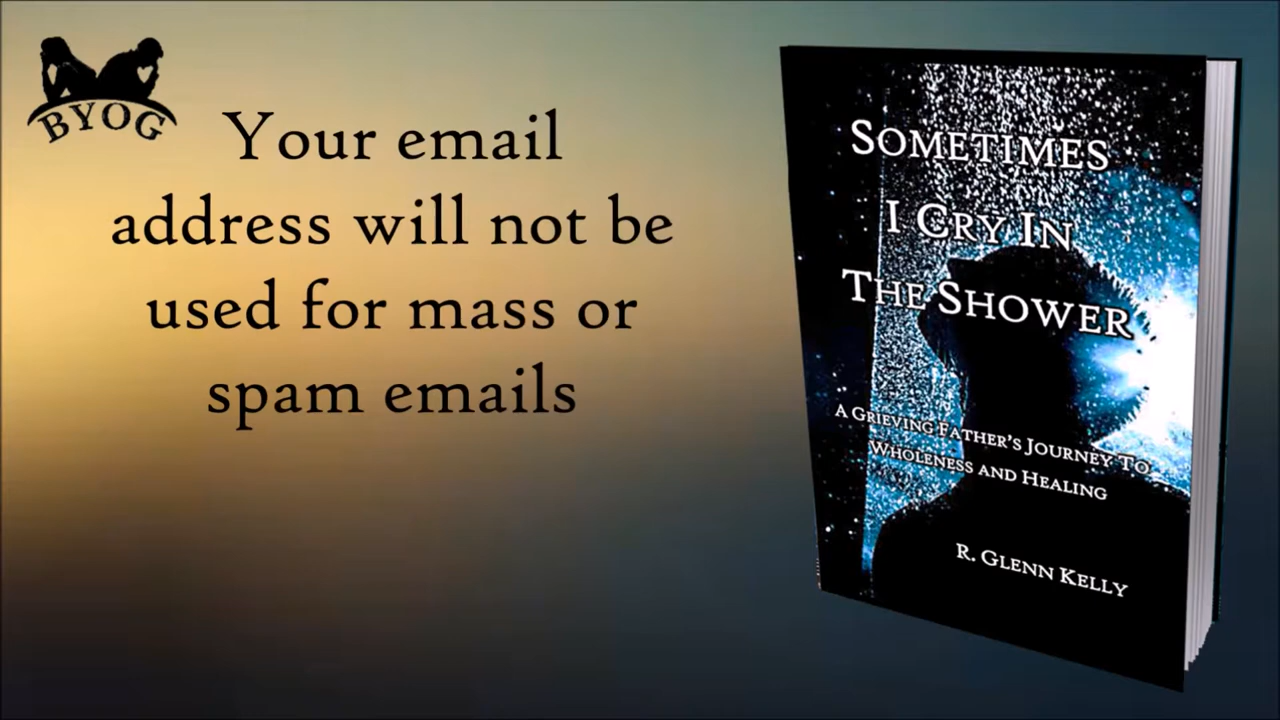 BYOG
Your email
address will not be
used for mass or
spam emails
SOMETIMES
I CRY IN
THE SHOWER
A GRIEVING FATHER'S JOURNEY TO
WHOLENESS AND HEALING
R. GLENN KELLY